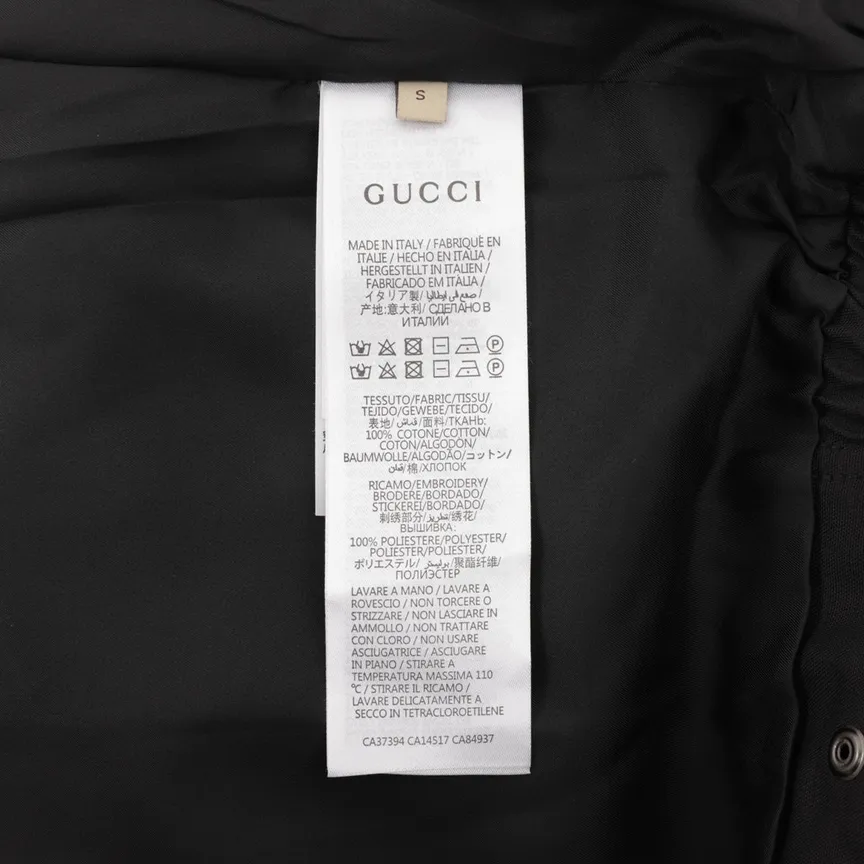 S
GUCCI
MADE IN ITALY / FABRIQUÈ EN
ITALIE / HECHO EN ITALIA /
HERGESTELLT IN ITALIEN /
FABRICADO EM ITÀLIA /
イタリア製/ صنع في إيطاليا /
产地:意大利/ СДЕЛАНО В
ИТАЛИИ
P
P
TESSUTO/FABRIC/TISSU/
TEJIDO/GEWEBE/TECIDO/
表地/ قماش /面料/ТКАНЬ:
100% COTONE/COTTON/
COTON/ALGODON/
BAUMWOLLE/ALGODÃO/コットン/
/棉/ХЛОПОК
RICAMO/EMBROIDERY/
BRODERE/BORDADO/
STICKEREI/BORDADO/
刺绣部分/تطريز/绣花/
ВЫШИВКА:
100% POLIESTERE/POLYESTER/
POLIESTER/POLIESTER/
ポリエステル/ بوليستر /聚酯纤维/
ПОЛИЭСТЕР
LAVARE A MANO / LAVARE A
ROVESCIO / NON TORCERE O
STRIZZARE / NON LASCIARE IN
AMMOLLO / NON TRATTARE
CON CLORO / NON USARE
ASCIUGATRICE / ASCIUGARE
IN PIANO / STIRARE A
TEMPERATURA MASSIMA 110
°C / STIRARE IL RICAMO /
LAVARE DELICATAMENTE A
SECCO IN TETRACLOROETILENE
CA37394 CA14517 CA84937